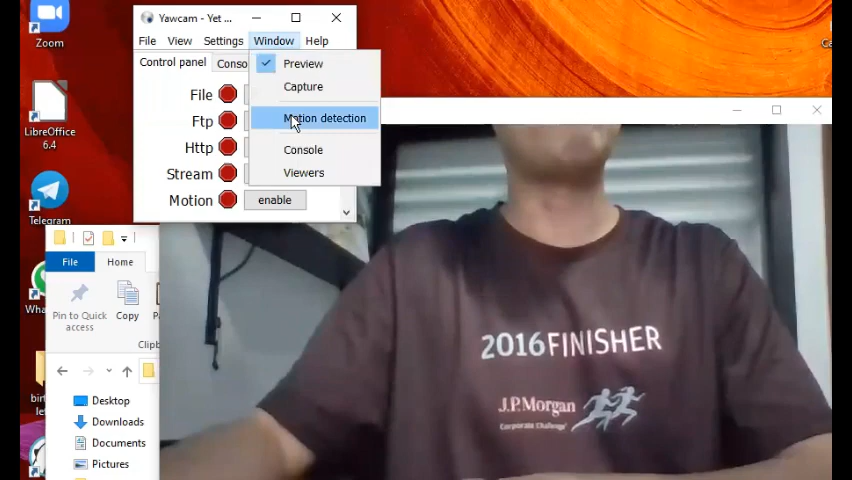 Zoom
LibreOffice
6.4
Telegram
Yawcam - Yet ...
File View Settings Window Help
Control panel
File
Ftp
Http
Stream
Motion enable
Preview
Capture
Motion detection
Console
Viewers
File Home
Pin to Quick
access
Copy
Desktop
Downloads
Documents
Pictures
2016FINISHER
J.P.Morgan
Corporate Challenge